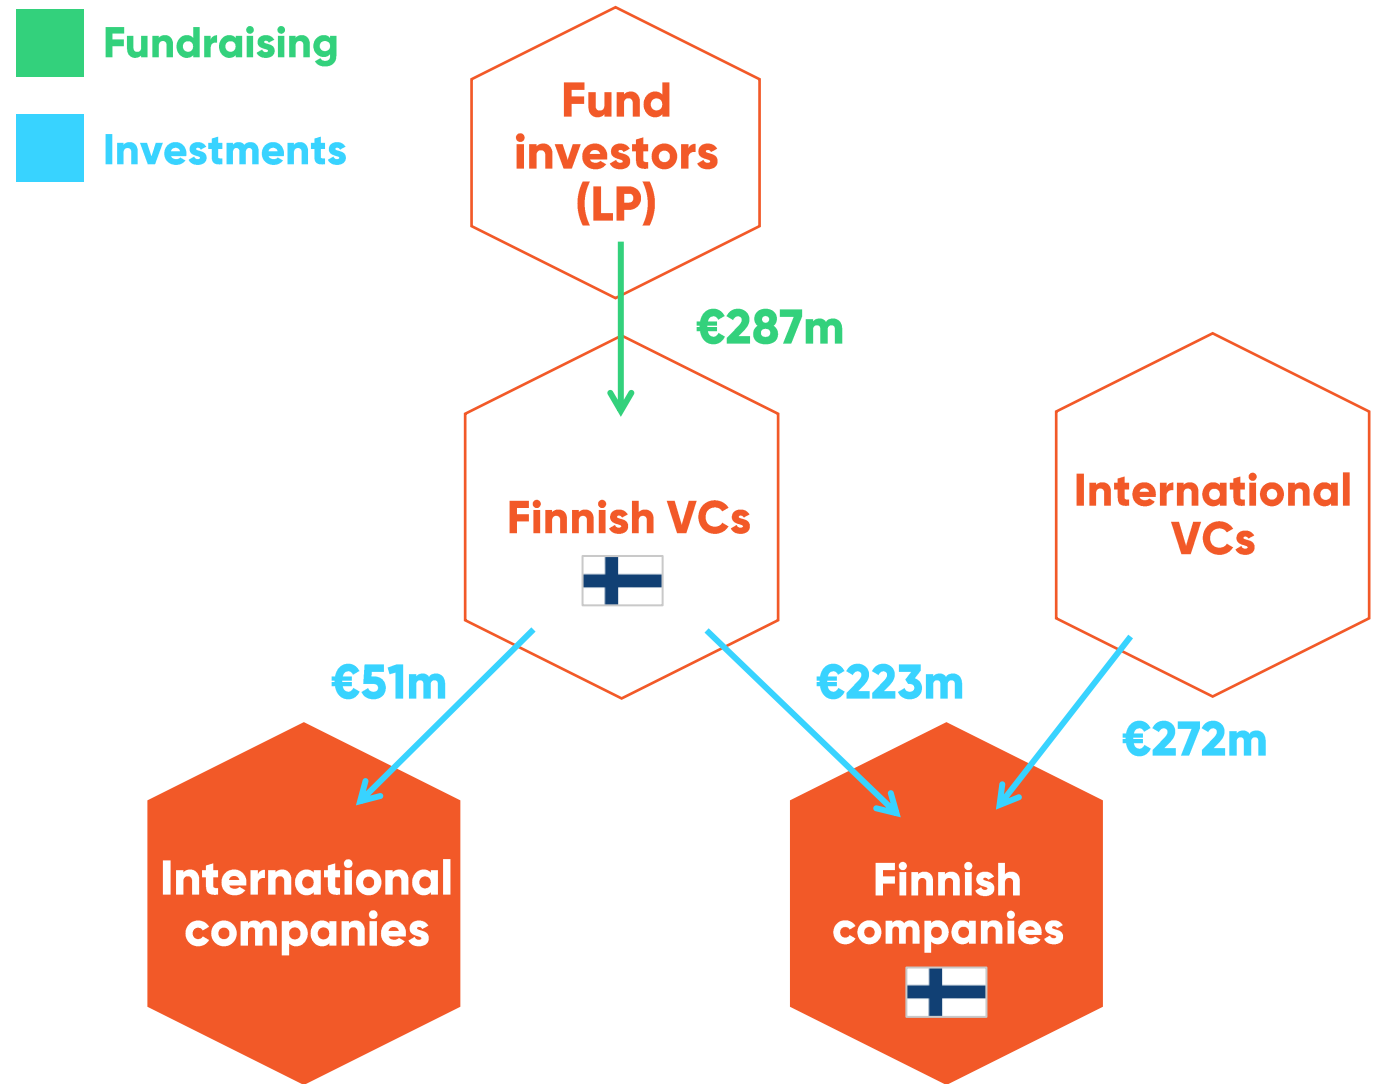 Fundraising
Investments
Fund
investors
(LP)
€287m
Finnish VCs
International
VCs
€51m
€223m
€272m
International
companies
Finnish
companies